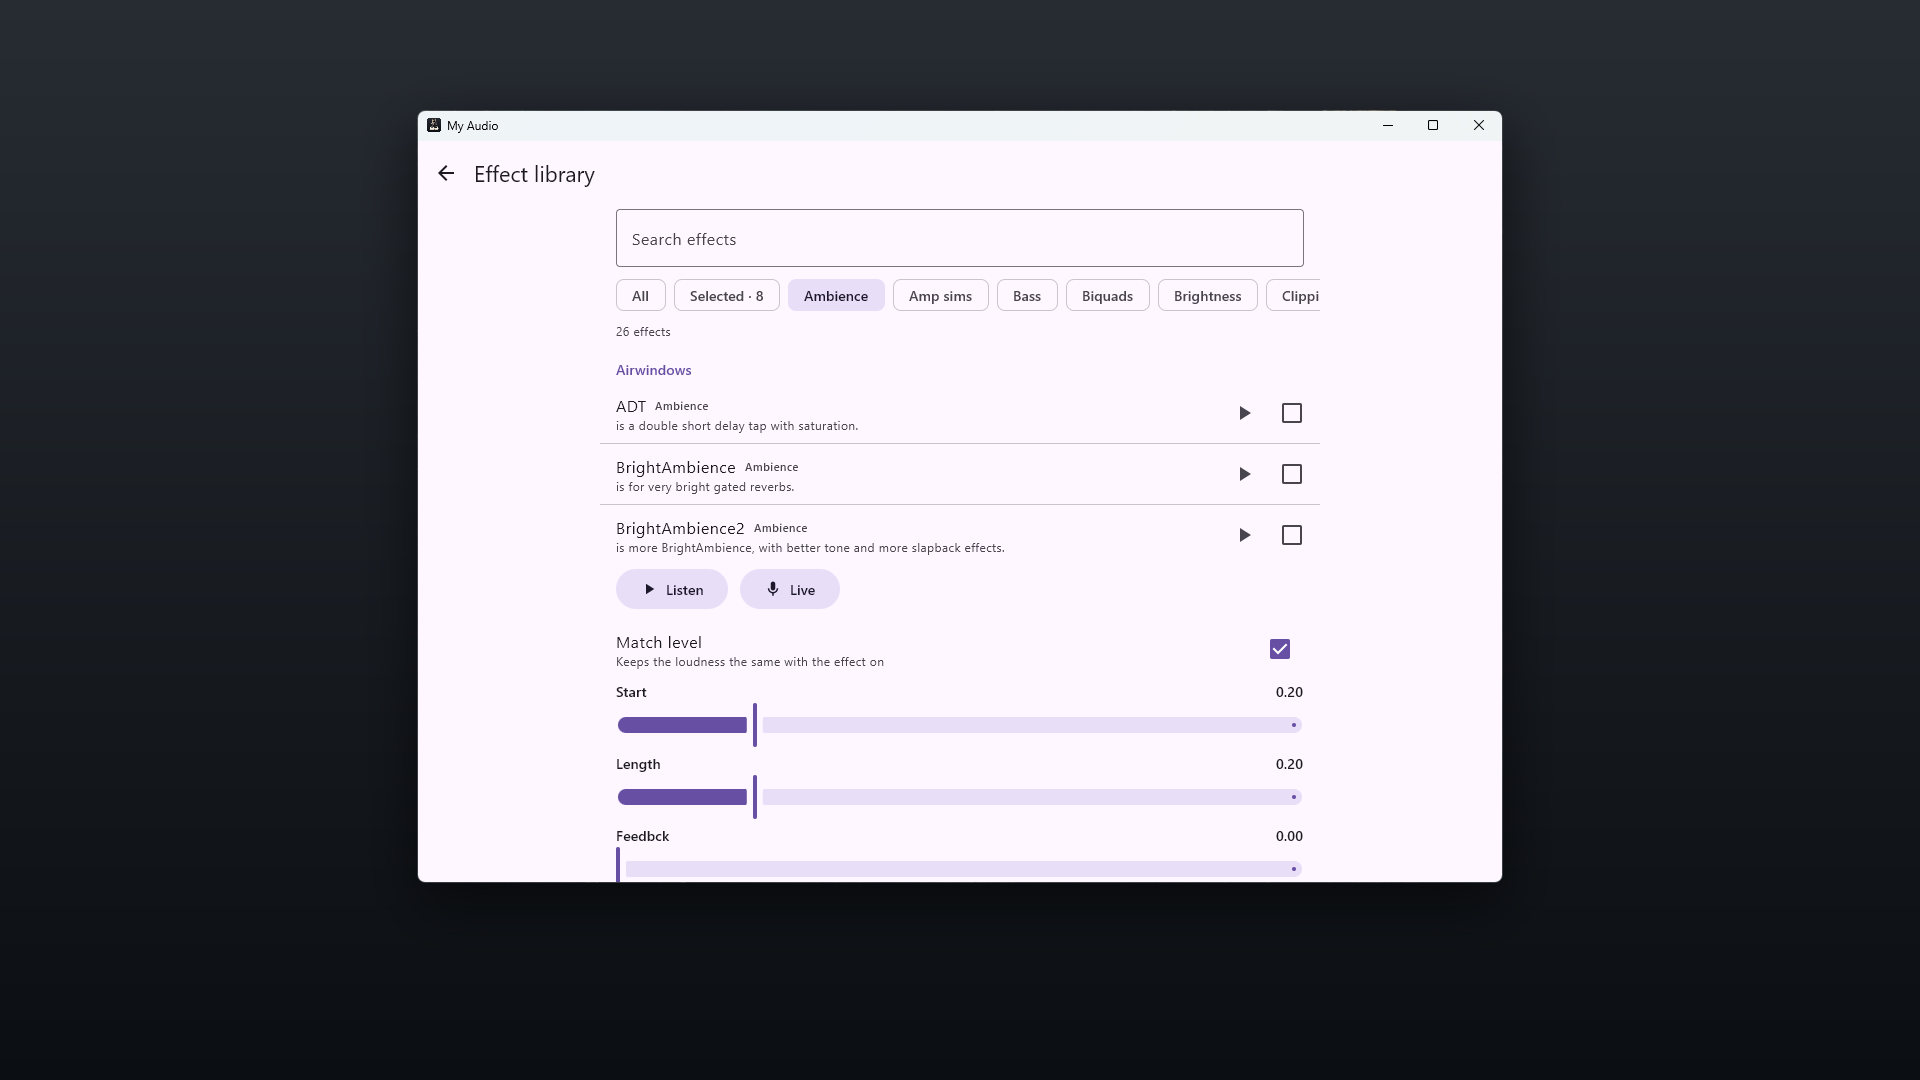 My Audio
Effect library
Search effects
All
Selected · 8
Ambience
Amp sims
Bass
Biquads
Brightness
Clippi
26 effects
Airwindows
ADT Ambience
is a double short delay tap with saturation.
BrightAmbience Ambience
is for very bright gated reverbs.
BrightAmbience2 Ambience
is more BrightAmbience, with better tone and more slapback effects.
Listen
Live
Match level
Keeps the loudness the same with the effect on
Start 0.20
Length 0.20
Feedbck 0.00